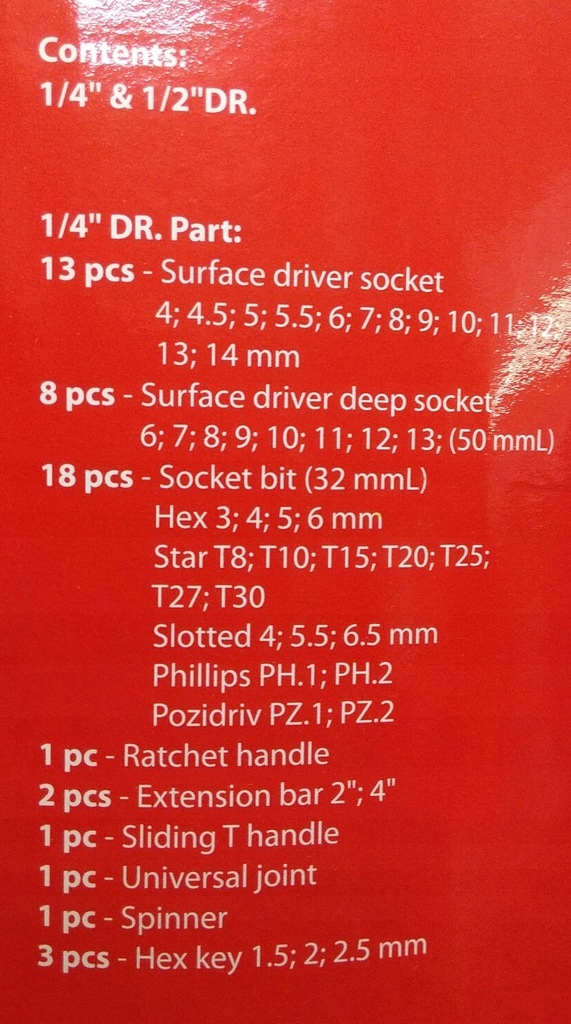 Contents:
1/4" & 1/2"DR.
1/4" DR. Part:
13 pcs - Surface driver socket
4; 4.5; 5; 5.5; 6; 7; 8; 9; 10; 11; 12;
13; 14 mm
8 pcs - Surface driver deep socket
6; 7; 8; 9; 10; 11; 12; 13; (50 mmL)
18 pcs - Socket bit (32 mmL)
Hex 3; 4; 5; 6 mm
Star T8; T10; T15; T20; T25;
T27; T30
Slotted 4; 5.5; 6.5 mm
Phillips PH.1; PH.2
Pozidriv PZ.1; PZ.2
1 pc - Ratchet handle
2 pcs - Extension bar 2"; 4"
1 pc - Sliding T handle
1 pc - Universal joint
1 pc - Spinner
3 pcs - Hex key 1.5; 2; 2.5 mm